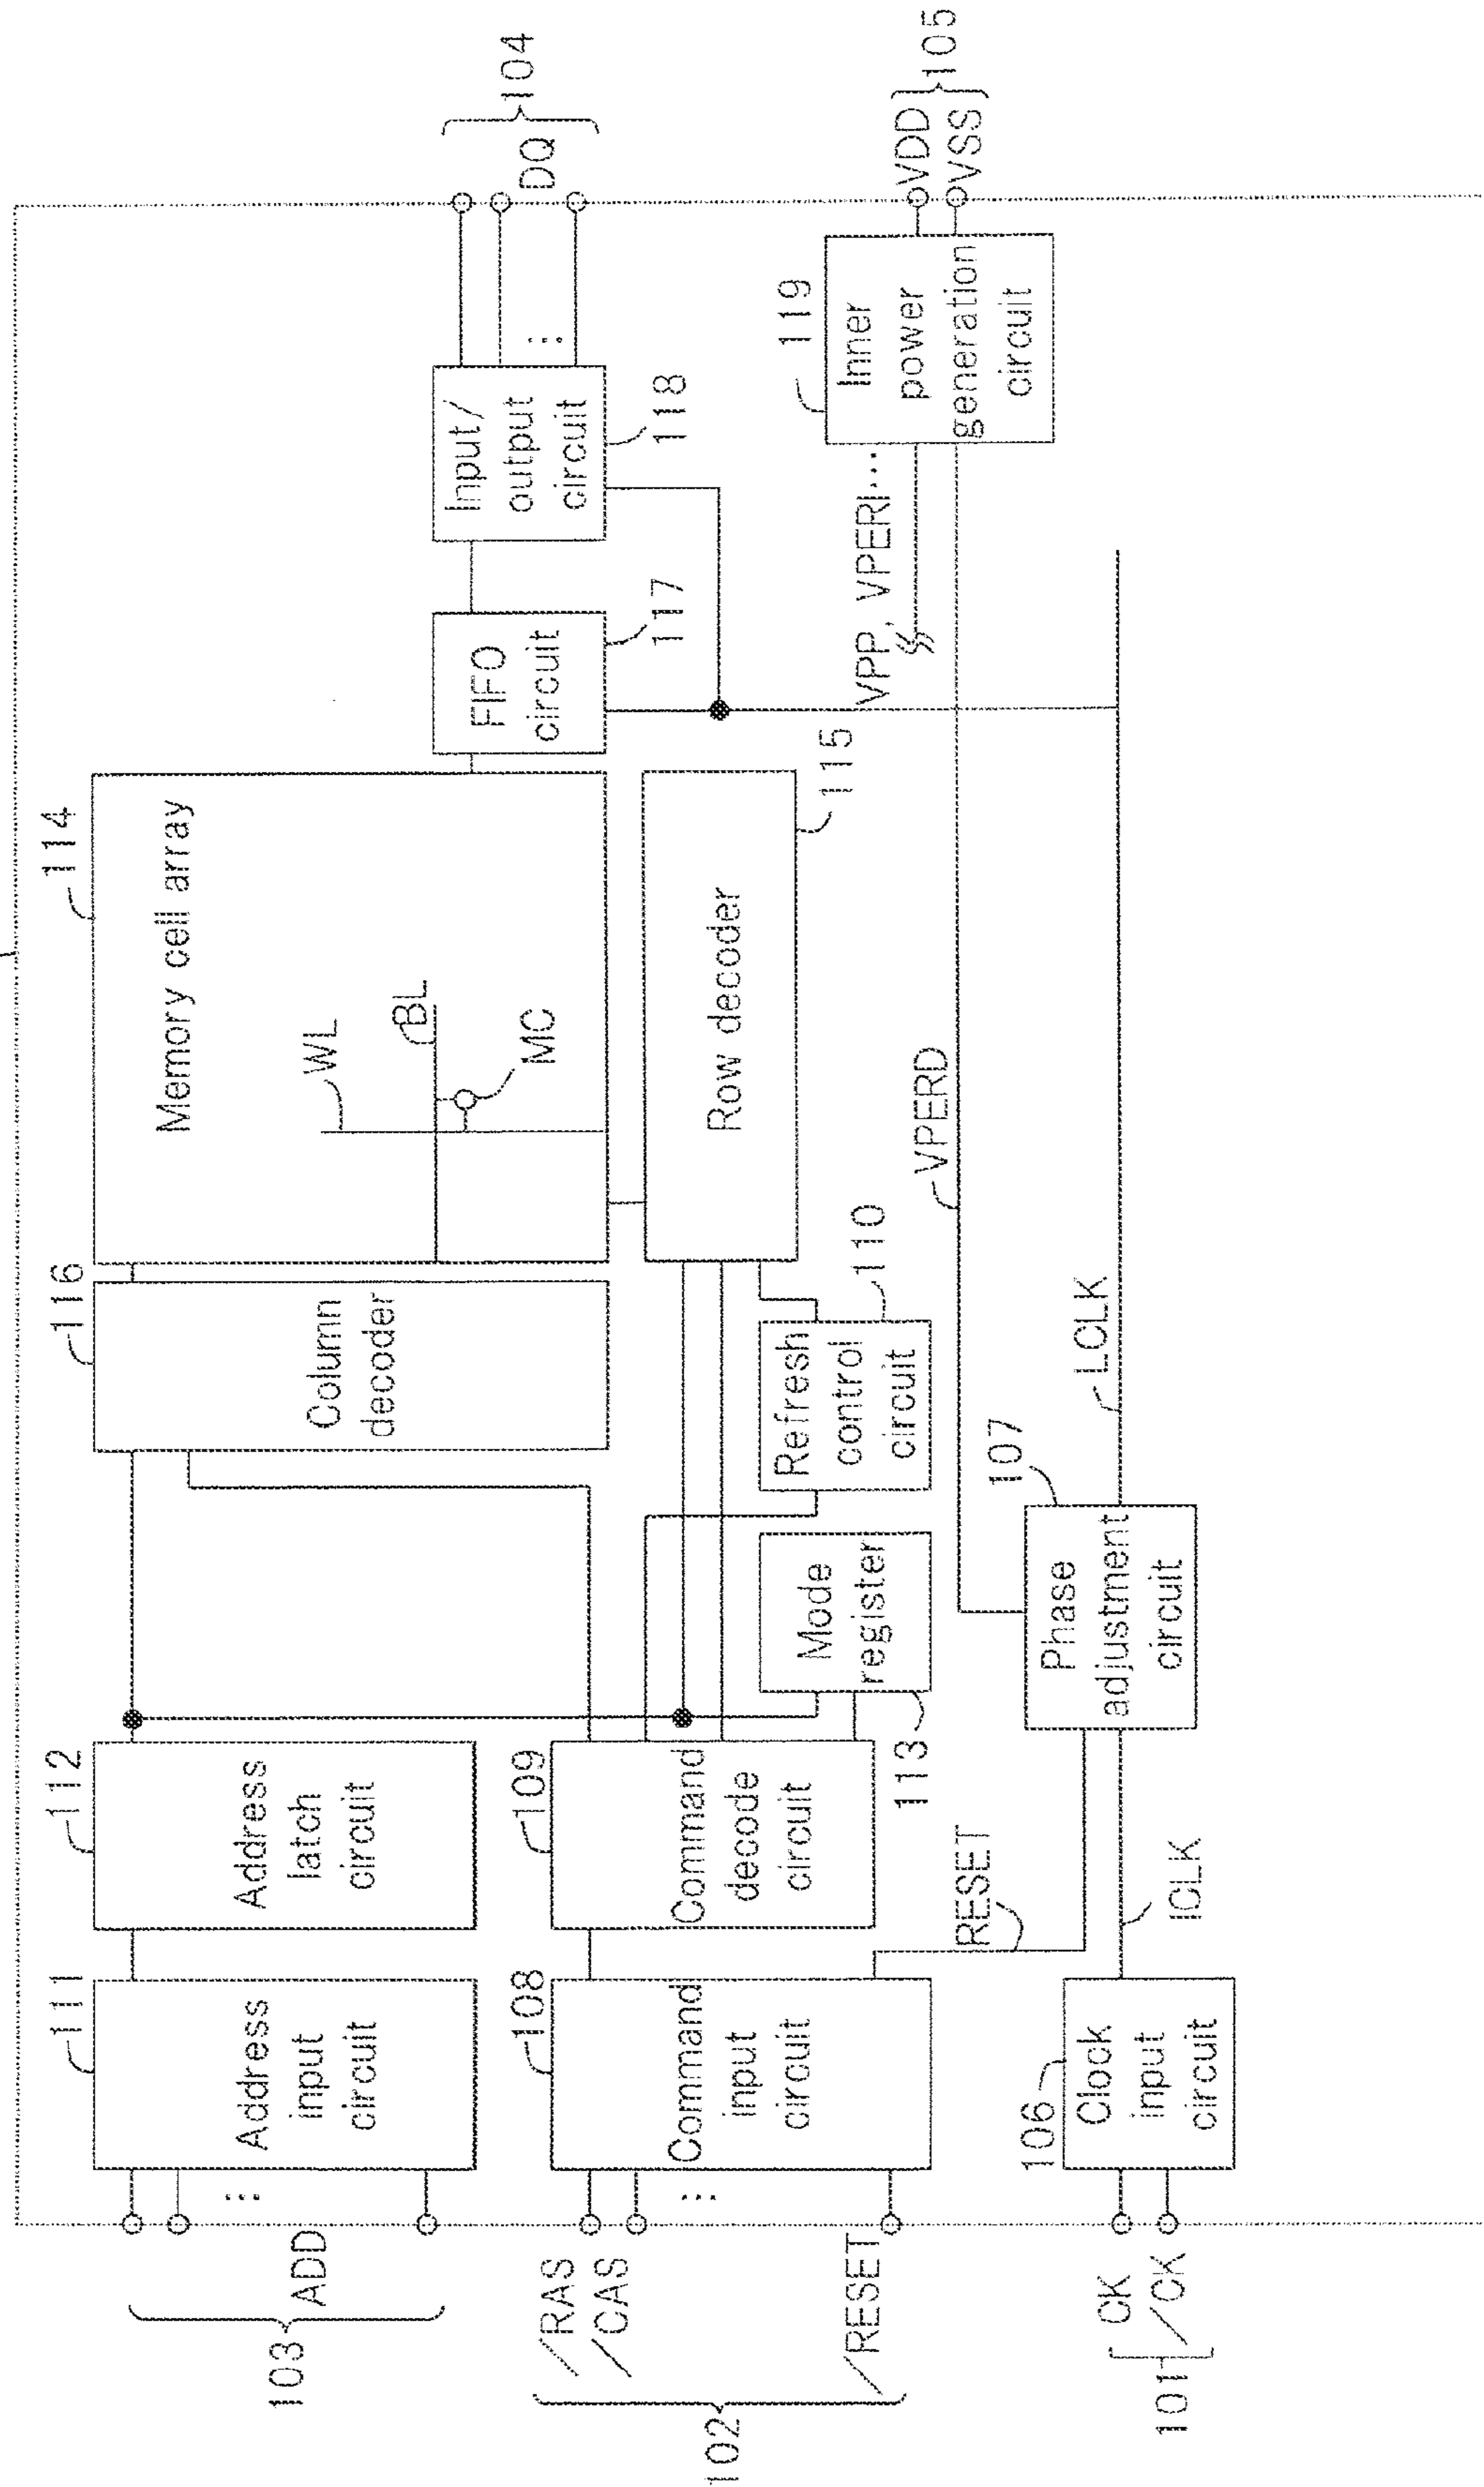 114
Memory cell array
WL
BL
MC
116
Column
decoder
112
Address
latch
circuit
111
Address
input
circuit
ADD
103
104
DQ
Input/
output
circuit
118
FIFO
circuit
117
Row decoder
115
109
Command
decode
circuit
108
Command
input
circuit
/RAS
/CAS
/RESET
102
Refresh
control
circuit
110
Mode
register
113
VDD
VSS
105
119
Inner
power
generation
circuit
VPP, VPERI...
VPERD
RESET
107
Phase
adjustment
circuit
LCLK
ICLK
106
Clock
input
circuit
CK
/CK
101